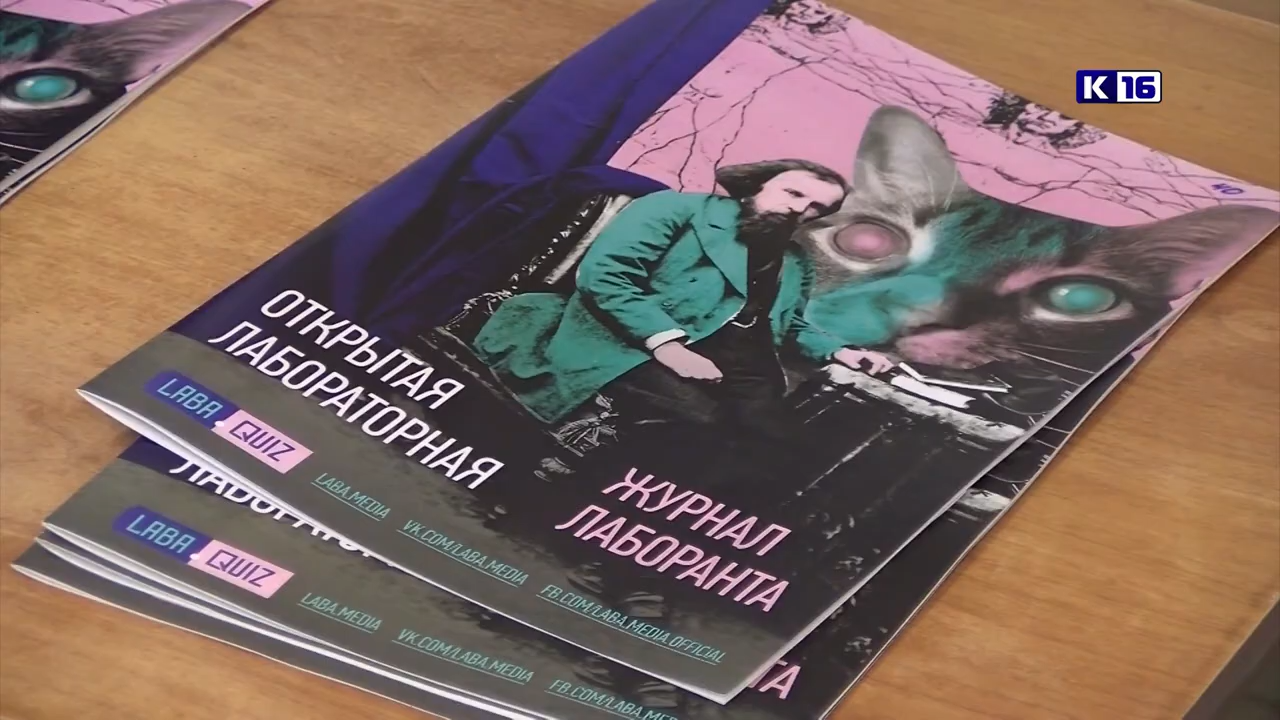 K 16
ОТКРЫТАЯ
ЛАБОРАТОРНАЯ
LABA
QUIZ
LABA.MEDIA
VK.COM/LABA.MEDIA
FB.COM/LABA.MEDIA.OFFICIAL
ЖУРНАЛ
ЛАБОРАНТА
LABA
QUIZ
LABA.MEDIA
VK.COM/LABA.MEDIA